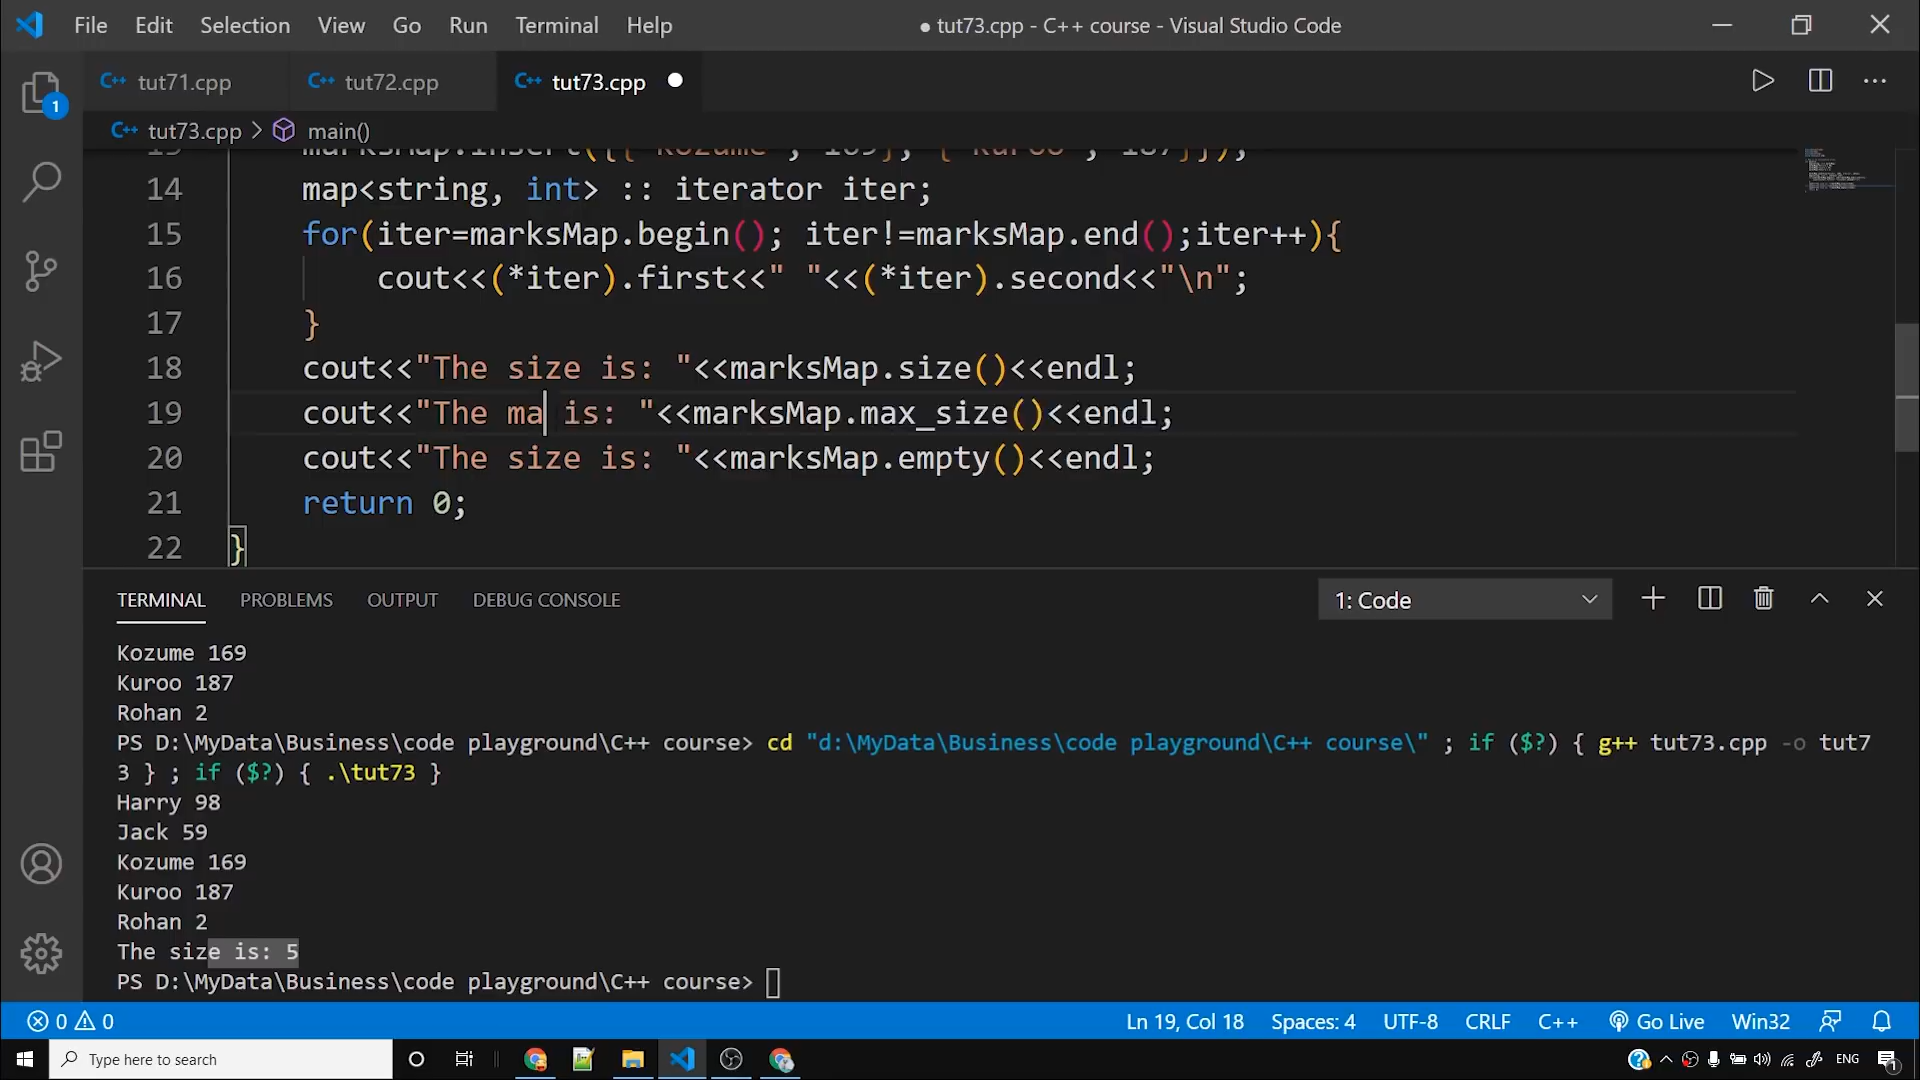 File Edit Selection View Go Run Terminal Help ● tut73.cpp - C++ course - Visual Studio Code
C++ tut71.cpp C++ tut72.cpp C++ tut73.cpp ●
C++ tut73.cpp > main()
14 map<string, int> :: iterator iter;
15 for(iter=marksMap.begin(); iter!=marksMap.end();iter++){
16 cout<<(*iter).first<<" "<<(*iter).second<<"\n";
17 }
18 cout<<"The size is: "<<marksMap.size()<<endl;
19 cout<<"The ma is: "<<marksMap.max_size()<<endl;
20 cout<<"The size is: "<<marksMap.empty()<<endl;
21 return 0;
22 }
1
TERMINAL PROBLEMS OUTPUT DEBUG CONSOLE 1: Code
Kozume 169
Kuroo 187
Rohan 2
PS D:\MyData\Business\code playground\C++ course> cd "d:\MyData\Business\code playground\C++ course\" ; if ($?) { g++ tut73.cpp -o tut7
3 } ; if ($?) { .\tut73 }
Harry 98
Jack 59
Kozume 169
Kuroo 187
Rohan 2
The size is: 5
PS D:\MyData\Business\code playground\C++ course>
0 0 Ln 19, Col 18 Spaces: 4 UTF-8 CRLF C++ Go Live Win32
Type here to search ENG 1